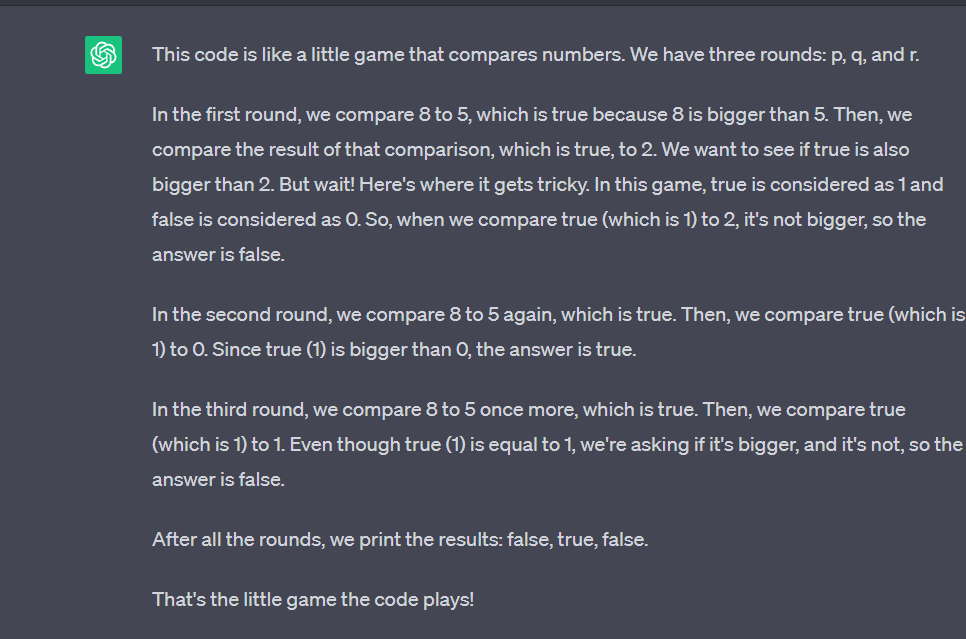 This code is like a little game that compares numbers. We have three rounds: p, q, and r.
In the first round, we compare 8 to 5, which is true because 8 is bigger than 5. Then, we
compare the result of that comparison, which is true, to 2. We want to see if true is also
bigger than 2. But wait! Here's where it gets tricky. In this game, true is considered as 1 and
false is considered as 0. So, when we compare true (which is 1) to 2, it's not bigger, so the
answer is false.
In the second round, we compare 8 to 5 again, which is true. Then, we compare true (which is
1) to 0. Since true (1) is bigger than 0, the answer is true.
In the third round, we compare 8 to 5 once more, which is true. Then, we compare true
(which is 1) to 1. Even though true (1) is equal to 1, we're asking if it's bigger, and it's not, so the
answer is false.
After all the rounds, we print the results: false, true, false.
That's the little game the code plays!